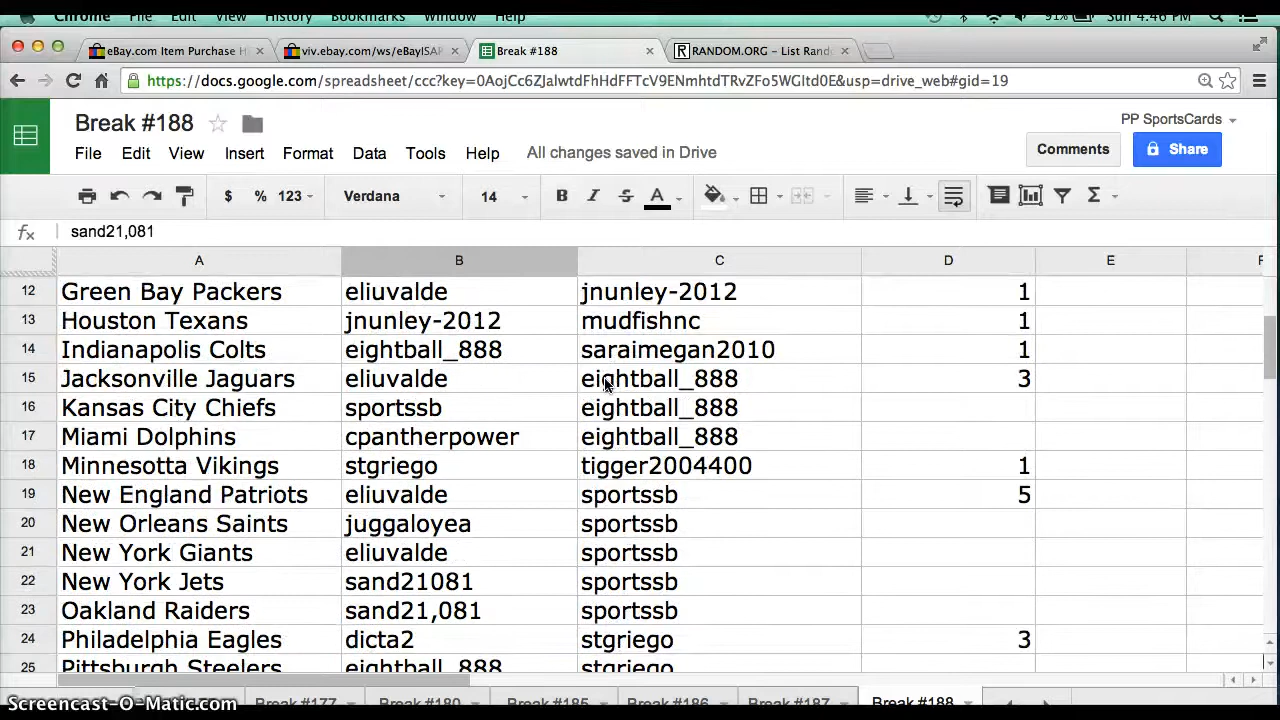 Chrome File Edit View History Bookmarks Window Help 91% Sun 4:46 PM
eBay.com Item Purchase H viv.ebay.com/ws/eBayISAP Break #188 RANDOM.ORG - List Rand
https://docs.google.com/spreadsheet/
Break #188 PP SportsCards
File Edit View Insert Format Data Tools Help All changes saved in Drive Comments Share
$ % 123 Verdana 14 B I S A Σ
fx sand21,081
A B C D E F
12 Green Bay Packers eliuvalde jnunley-2012 1
13 Houston Texans jnunley-2012 mudfishnc 1
14 Indianapolis Colts eightball_888 saraimegan2010 1
15 Jacksonville Jaguars eliuvalde eightball_888 3
16 Kansas City Chiefs sportssb eightball_888
17 Miami Dolphins cpantherpower eightball_888
18 Minnesotta Vikings stgriego tigger2004400 1
19 New England Patriots eliuvalde sportssb 5
20 New Orleans Saints juggaloyea sportssb
21 New York Giants eliuvalde sportssb
22 New York Jets sand21081 sportssb
23 Oakland Raiders sand21,081 sportssb
24 Philadelphia Eagles dicta2 stgriego 3
25 Pittsburgh Steelers eightball_888 stgriego
Break #177 Break #180 Break #185 Break #186 Break #187 Break #188
Screencast-O-Matic.com